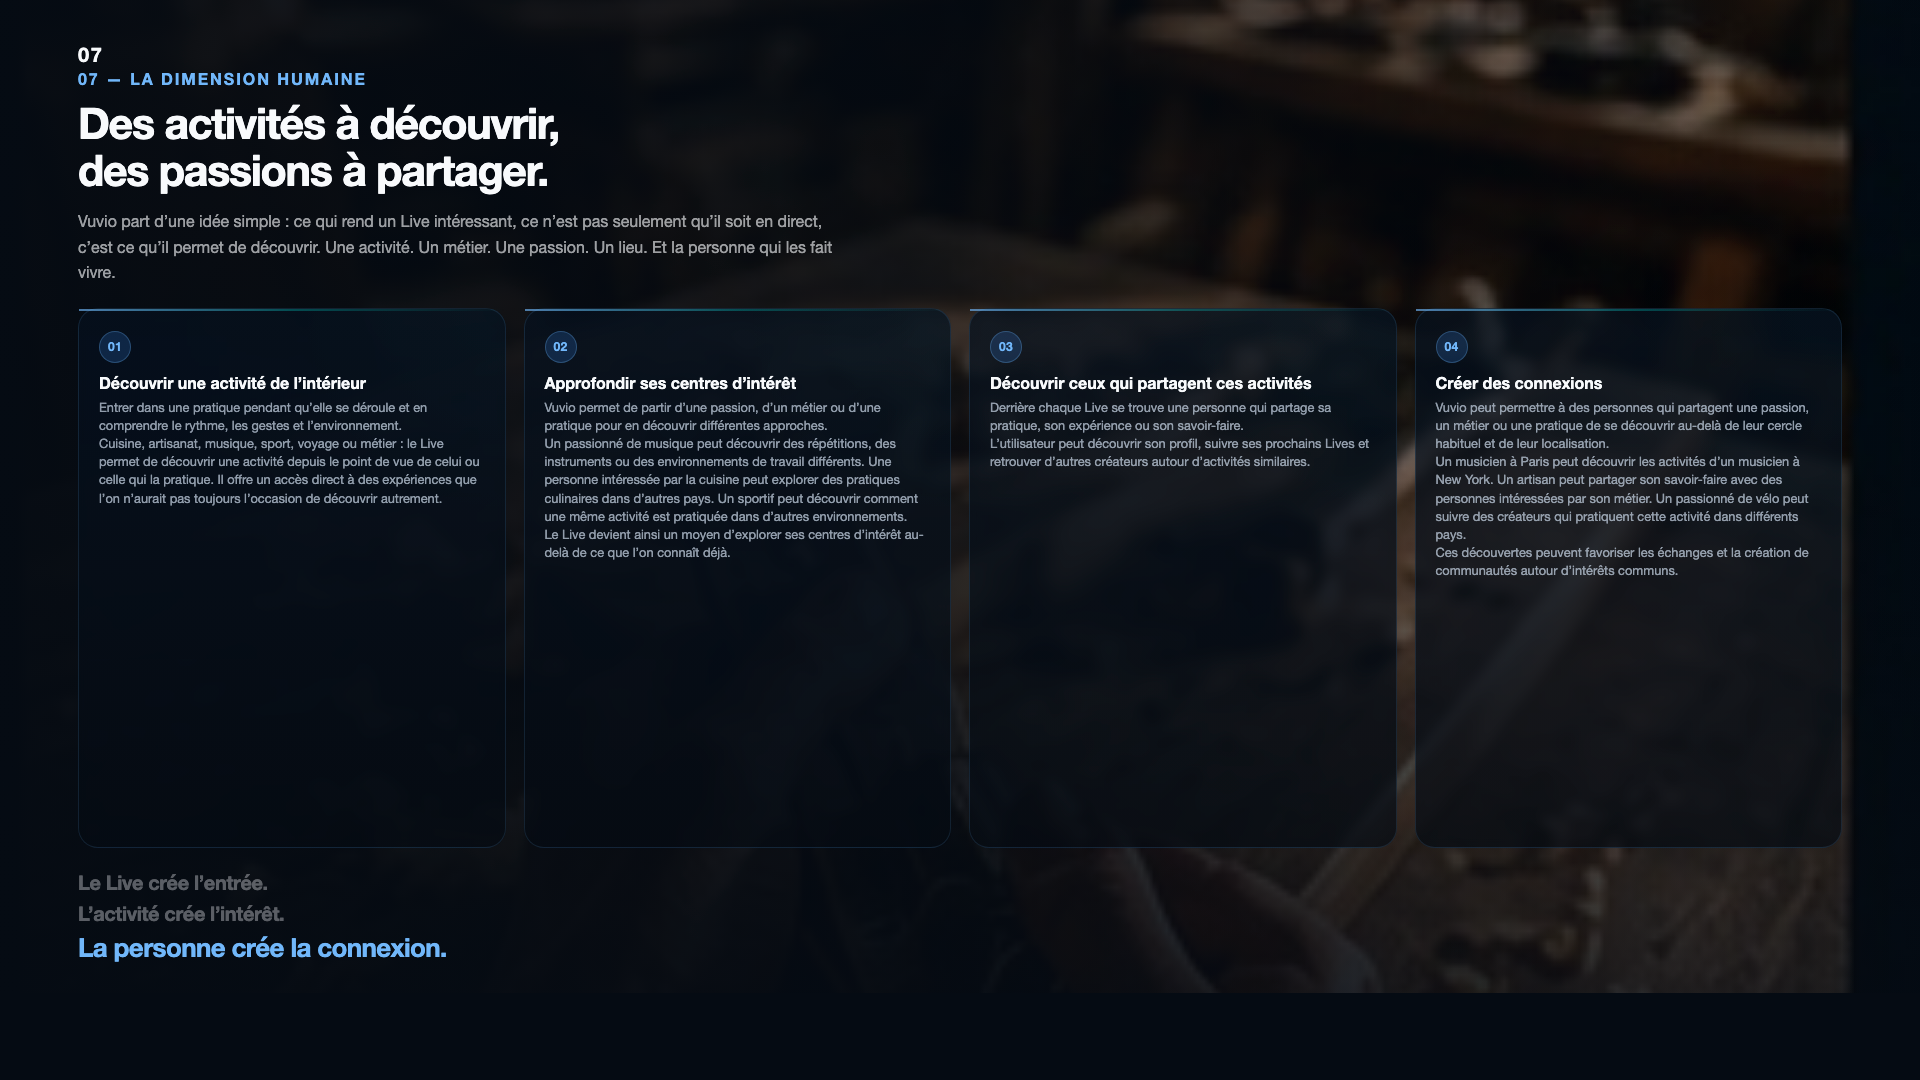 07
07 — LA DIMENSION HUMAINE
Des activités à découvrir,
des passions à partager.
Vuvio part d’une idée simple : ce qui rend un Live intéressant, ce n’est pas seulement qu’il soit en direct,
c’est ce qu’il permet de découvrir. Une activité. Un métier. Une passion. Un lieu. Et la personne qui les fait
vivre.
01
Découvrir une activité de l’intérieur
Entrer dans une pratique pendant qu’elle se déroule et en
comprendre le rythme, les gestes et l’environnement.
Cuisine, artisanat, musique, sport, voyage ou métier : le Live
permet de découvrir une activité depuis le point de vue de celui ou
celle qui la pratique. Il offre un accès direct à des expériences que
l’on n’aurait pas toujours l’occasion de découvrir autrement.
02
Approfondir ses centres d’intérêt
Vuvio permet de partir d’une passion, d’un métier ou d’une
pratique pour en découvrir différentes approches.
Un passionné de musique peut découvrir des répétitions, des
instruments ou des environnements de travail différents. Une
personne intéressée par la cuisine peut explorer des pratiques
culinaires dans d’autres pays. Un sportif peut découvrir comment
une même activité est pratiquée dans d’autres environnements.
Le Live devient ainsi un moyen d’explorer ses centres d’intérêt au-
delà de ce que l’on connaît déjà.
03
Découvrir ceux qui partagent ces activités
Derrière chaque Live se trouve une personne qui partage sa
pratique, son expérience ou son savoir-faire.
L’utilisateur peut découvrir son profil, suivre ses prochains Lives et
retrouver d’autres créateurs autour d’activités similaires.
04
Créer des connexions
Vuvio peut permettre à des personnes qui partagent une passion,
un métier ou une pratique de se découvrir au-delà de leur cercle
habituel et de leur localisation.
Un musicien à Paris peut découvrir les activités d’un musicien à
New York. Un artisan peut partager son savoir-faire avec des
personnes intéressées par son métier. Un passionné de vélo peut
suivre des créateurs qui pratiquent cette activité dans différents
pays.
Ces découvertes peuvent favoriser les échanges et la création de
communautés autour d’intérêts communs.
Le Live crée l’entrée.
L’activité crée l’intérêt.
La personne crée la connexion.